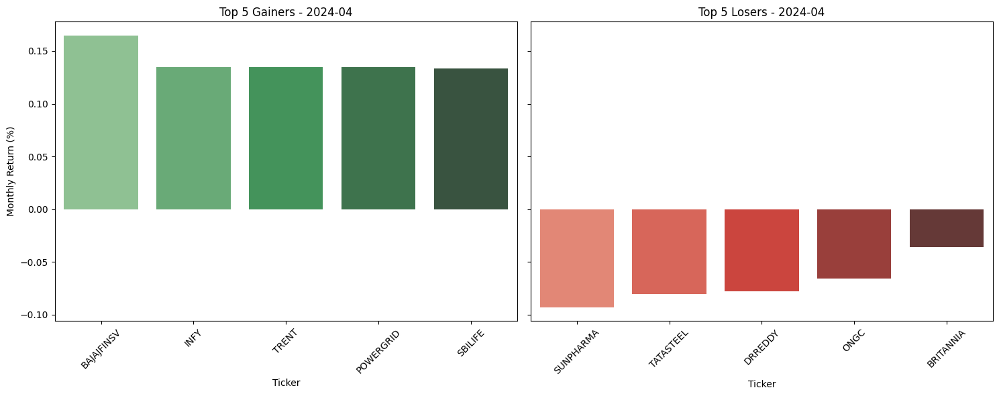 Top 5 Gainers - 2024-04
Monthly Return (%)
0.15
0.10
0.05
0.00
−0.05
−0.10
BAJAJFINSV
INFY
TRENT
POWERGRID
SBILIFE
Ticker
Top 5 Losers - 2024-04
SUNPHARMA
TATASTEEL
DRREDDY
ONGC
BRITANNIA
Ticker